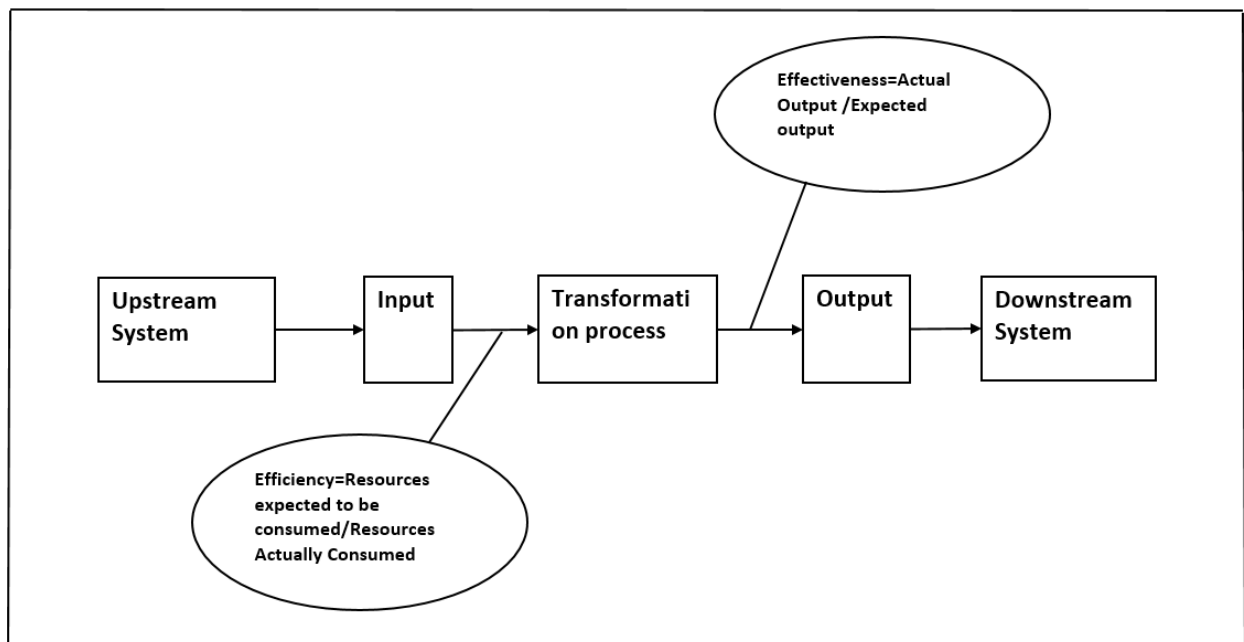 Effectiveness=Actual
Output /Expected
output
Upstream
System
Input
Transformati
on process
Output
Downstream
System
Efficiency=Resources
expected to be
consumed/Resources
Actually Consumed